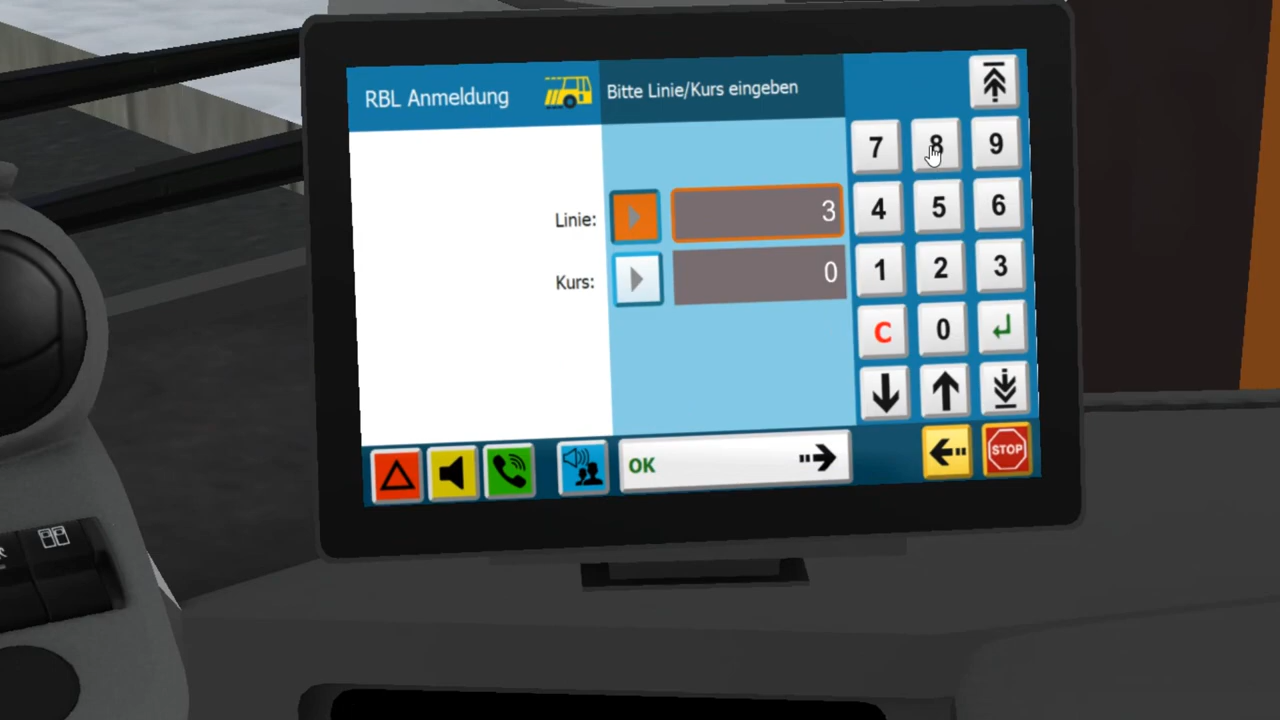 RBL Anmeldung
Bitte Linie/Kurs eingeben
Linie: 3
Kurs: 0
7 8 9
4 5 6
1 2 3
C 0
OK
STOP